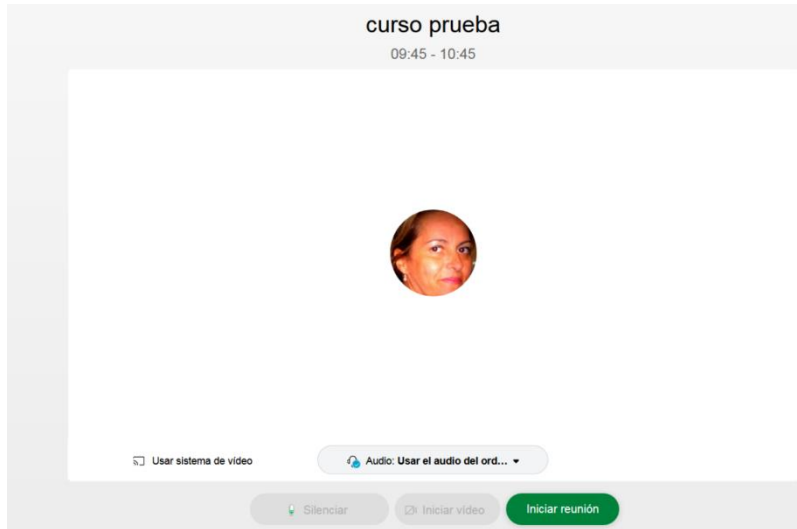 curso prueba
09:45 - 10:45
Usar sistema de vídeo
Audio: Usar el audio del ord...
Silenciar
Iniciar vídeo
Iniciar reunión